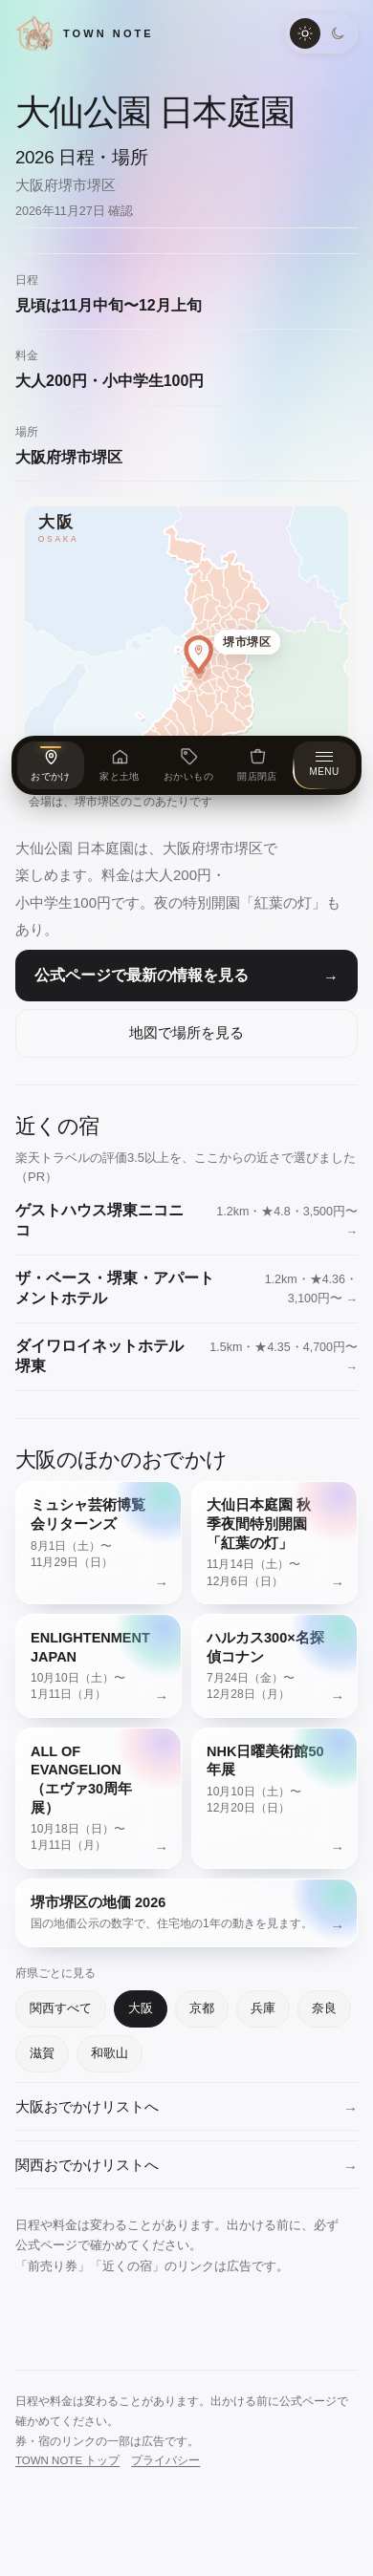 TOWN NOTE
大仙公園 日本庭園
2026 日程・場所
大阪府堺市堺区
2026年11月27日 確認
日程
見頃は11月中旬〜12月上旬
料金
大人200円・小中学生100円
場所
大阪府堺市堺区
大阪
OSAKA
堺市堺区
おでかけ
家と土地
おかいもの
開店閉店
MENU
会場は、堺市堺区のこのあたりです
大仙公園 日本庭園は、大阪府堺市堺区で
楽しめます。料金は大人200円・
小中学生100円です。夜の特別開園「紅葉の灯」も
あり。
公式ページで最新の情報を見る →
地図で場所を見る
近くの宿
楽天トラベルの評価3.5以上を、ここからの近さで選びました
（PR）
ゲストハウス堺東ニコニ
コ
1.2km・★4.8・3,500円〜
→
ザ・ベース・堺東・アパート
メントホテル
1.2km・★4.36・
3,100円〜 →
ダイワロイネットホテル
堺東
1.5km・★4.35・4,700円〜
→
大阪のほかのおでかけ
ミュシャ芸術博覧
会リターンズ
8月1日（土）〜
11月29日（日）
→
大仙日本庭園 秋
季夜間特別開園
「紅葉の灯」
11月14日（土）〜
12月6日（日）
→
ENLIGHTENMENT
JAPAN
10月10日（土）〜
1月11日（月）
→
ハルカス300×名探
偵コナン
7月24日（金）〜
12月28日（月）
→
ALL OF
EVANGELION
（エヴァ30周年
展）
10月18日（日）〜
1月11日（月）
→
NHK日曜美術館50
年展
10月10日（土）〜
12月20日（日）
→
堺市堺区の地価 2026
国の地価公示の数字で、住宅地の1年の動きを見ます。 →
府県ごとに見る
関西すべて
大阪
京都
兵庫
奈良
滋賀
和歌山
大阪おでかけリストへ →
関西おでかけリストへ →
日程や料金は変わることがあります。出かける前に、必ず
公式ページで確かめてください。
「前売り券」「近くの宿」のリンクは広告です。
日程や料金は変わることがあります。出かける前に公式ページで
確かめてください。
券・宿のリンクの一部は広告です。
TOWN NOTE トップ プライバシー